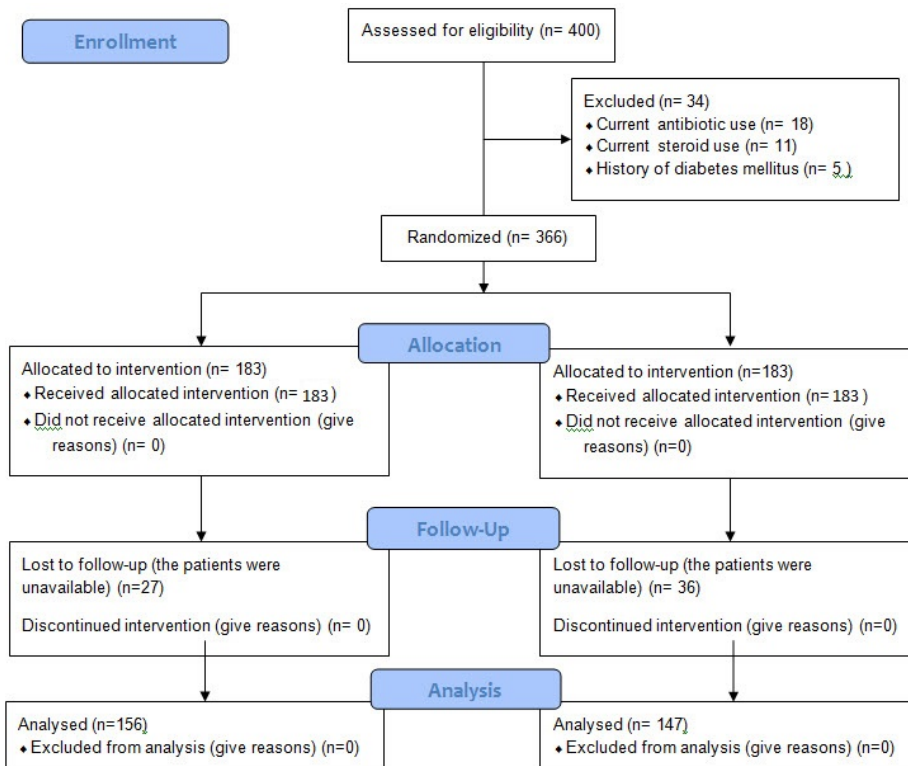 Enrollment
Assessed for eligibility (n= 400)
Excluded (n= 34)
♦ Current antibiotic use (n= 18)
♦ Current steroid use (n= 11)
♦ History of diabetes mellitus (n= 5 )
Randomized (n= 366)
Allocation
Allocated to intervention (n= 183)
♦ Received allocated intervention (n= 183)
♦ Did not receive allocated intervention (give
reasons) (n= 0)
Allocated to intervention (n=183)
♦ Received allocated intervention (n= 183 )
♦ Did not receive allocated intervention (give
reasons) (n=0)
Follow-Up
Lost to follow-up (the patients were
unavailable) (n=27)
Discontinued intervention (give reasons) (n= 0)
Lost to follow-up (the patients were
unavailable) (n= 36)
Discontinued intervention (give reasons) (n=0)
Analysis
Analysed (n=156)
♦ Excluded from analysis (give reasons) (n=0)
Analysed (n= 147)
♦ Excluded from analysis (give reasons) (n=0)